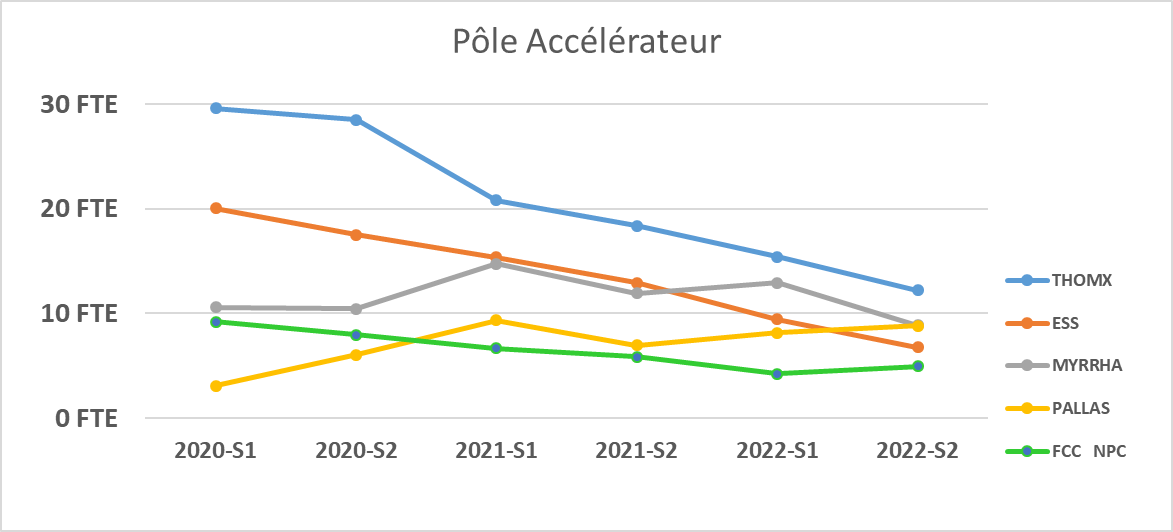 Pôle Accélérateur
30 FTE
20 FTE
10 FTE
0 FTE
2020-S1 2020-S2 2021-S1 2021-S2 2022-S1 2022-S2
THOMX
ESS
MYRRHA
PALLAS
FCC NPC